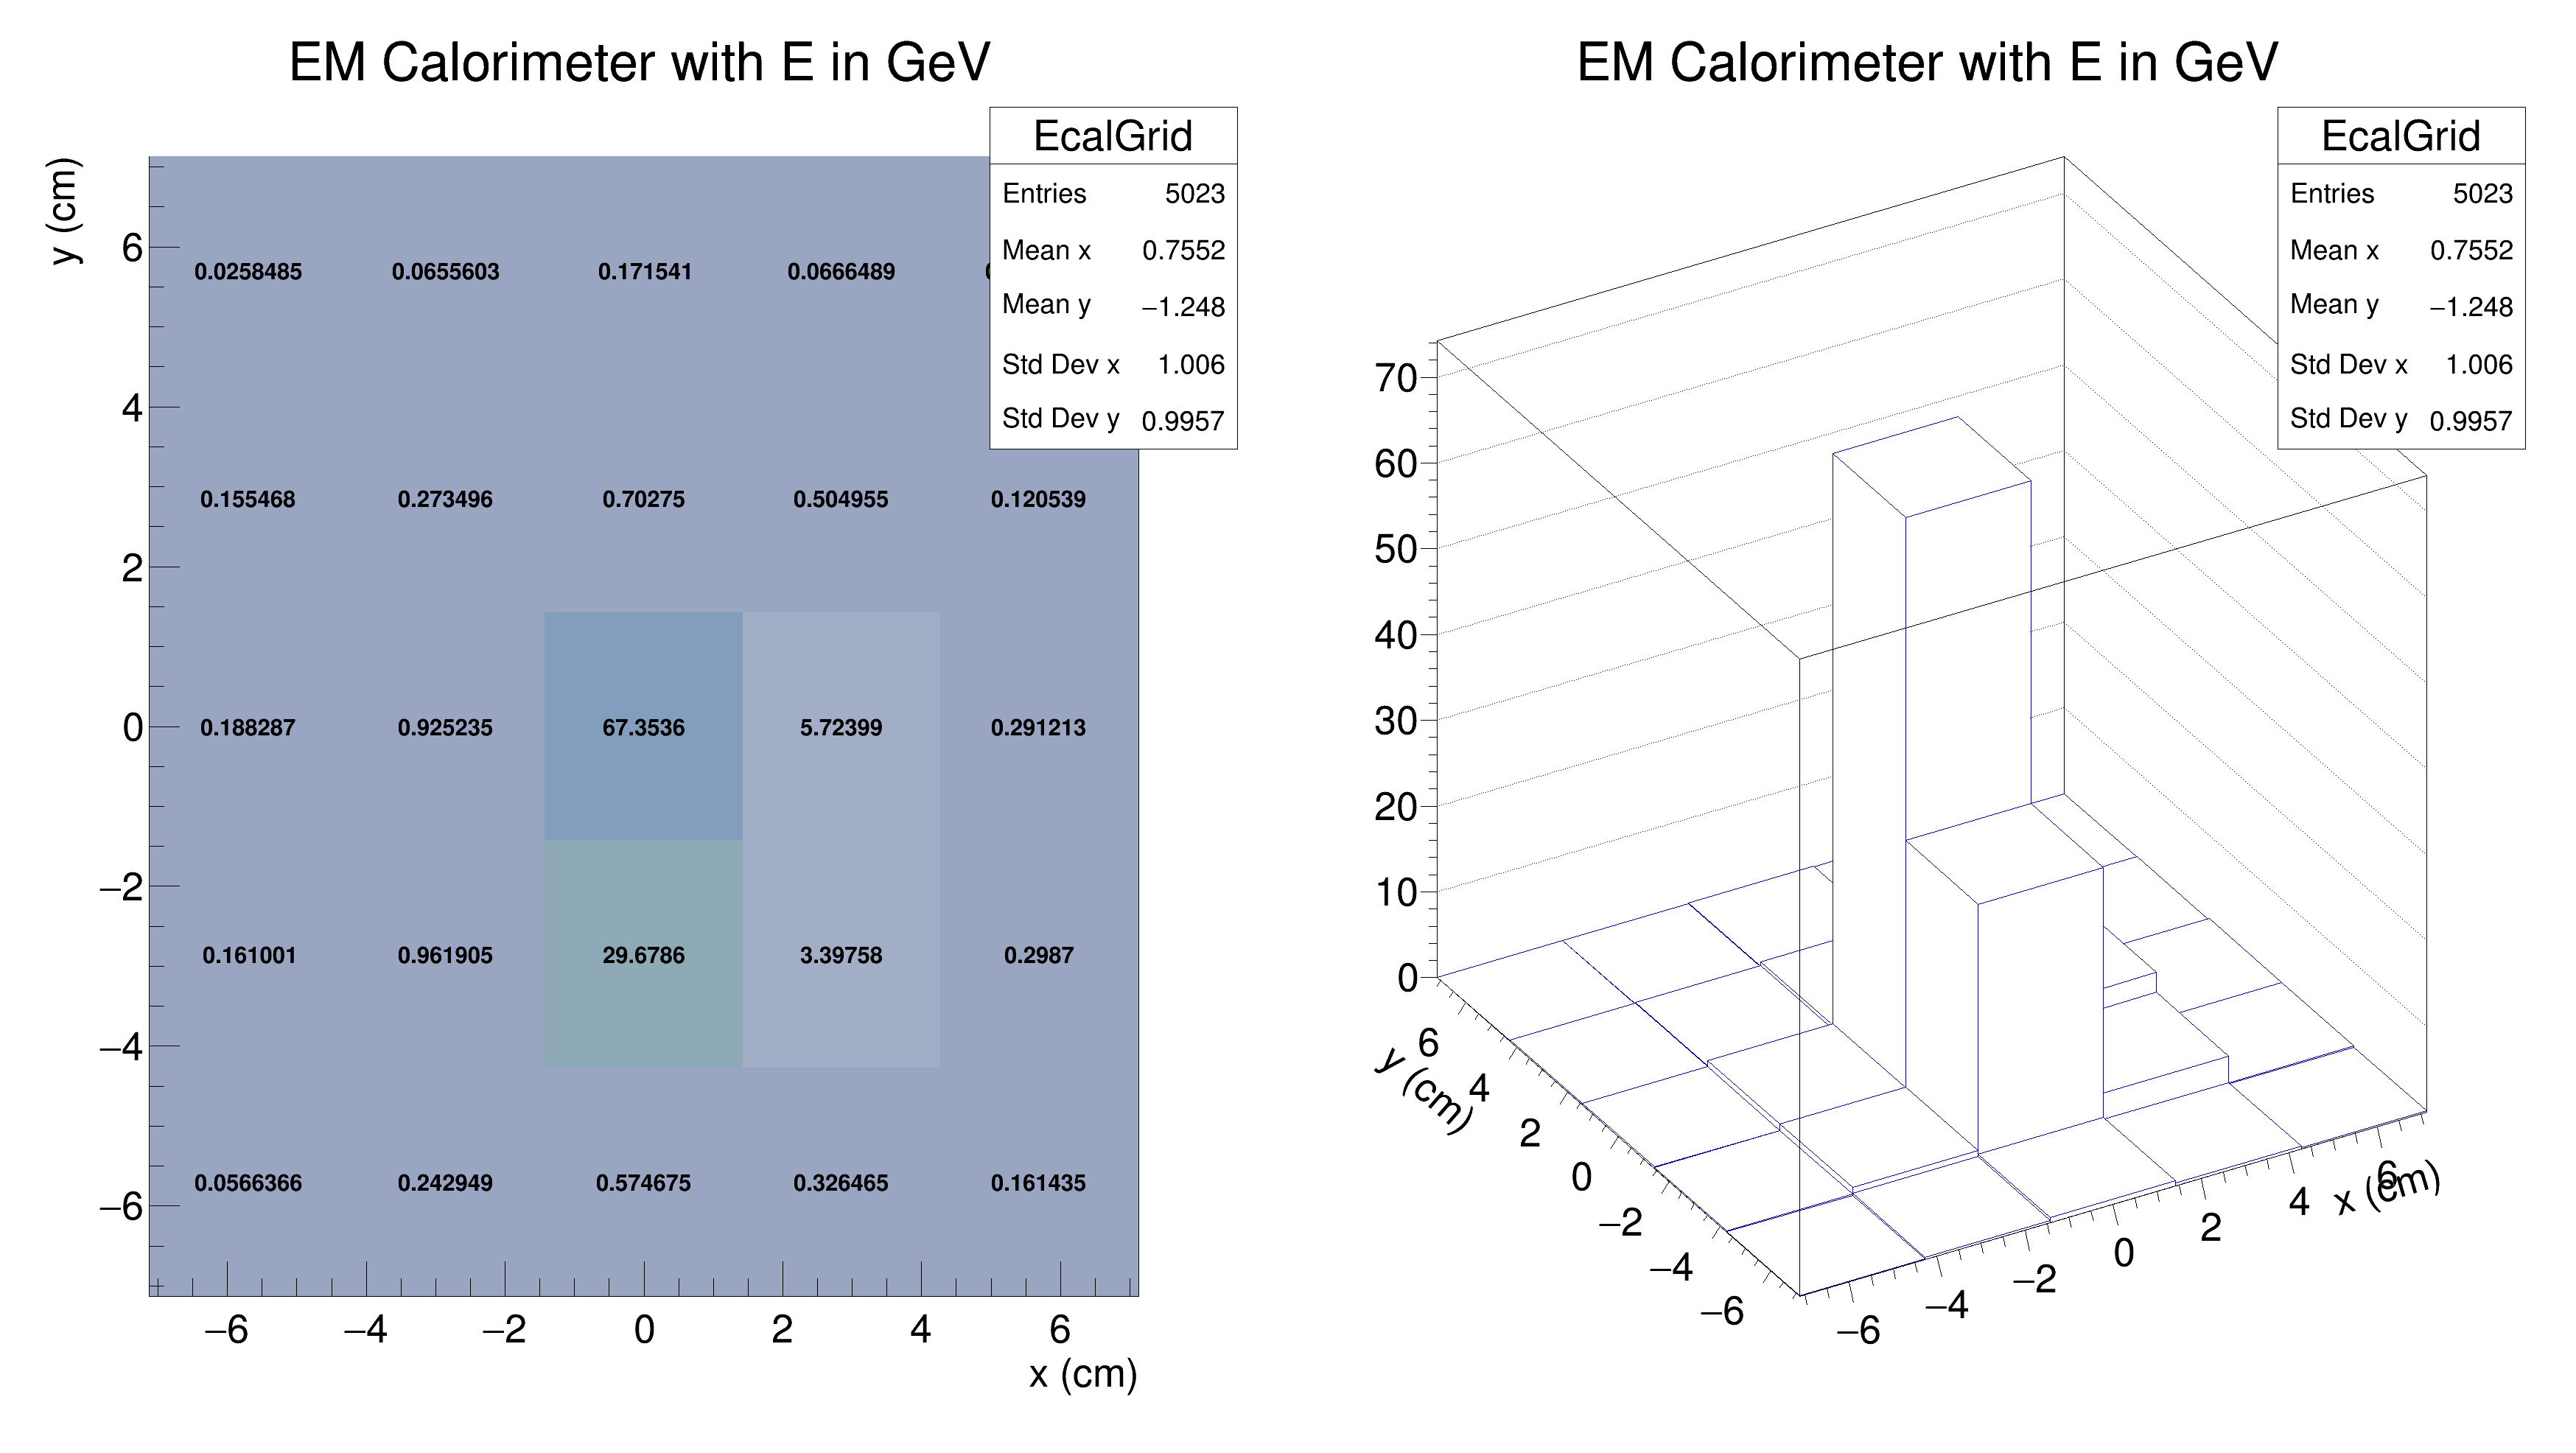 EM Calorimeter with E in GeV
EcalGrid
Entries 5023
Mean x 0.7552
Mean y −1.248
Std Dev x 1.006
Std Dev y 0.9957
y (cm)
6
4
2
0
−2
−4
−6
0.0258485 0.0655603 0.171541 0.0666489
0.155468 0.273496 0.70275 0.504955 0.120539
0.188287 0.925235 67.3536 5.72399 0.291213
0.161001 0.961905 29.6786 3.39758 0.2987
0.0566366 0.242949 0.574675 0.326465 0.161435
−6 −4 −2 0 2 4 6
x (cm)
EM Calorimeter with E in GeV
EcalGrid
Entries 5023
Mean x 0.7552
Mean y −1.248
Std Dev x 1.006
Std Dev y 0.9957
70
60
50
40
30
20
10
0
y (cm)
6
4
2
0
−2
−4
−6
−6 −4 −2 0 2 4 6
x (cm)